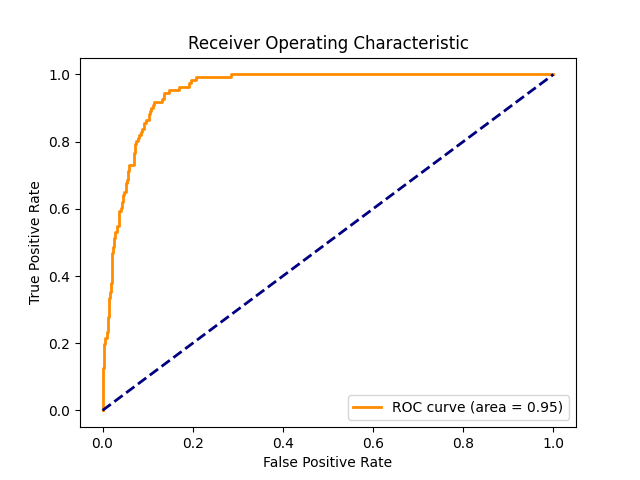 Receiver Operating Characteristic
True Positive Rate
1.0
0.8
0.6
0.4
0.2
0.0
ROC curve (area = 0.95)
0.0 0.2 0.4 0.6 0.8 1.0
False Positive Rate